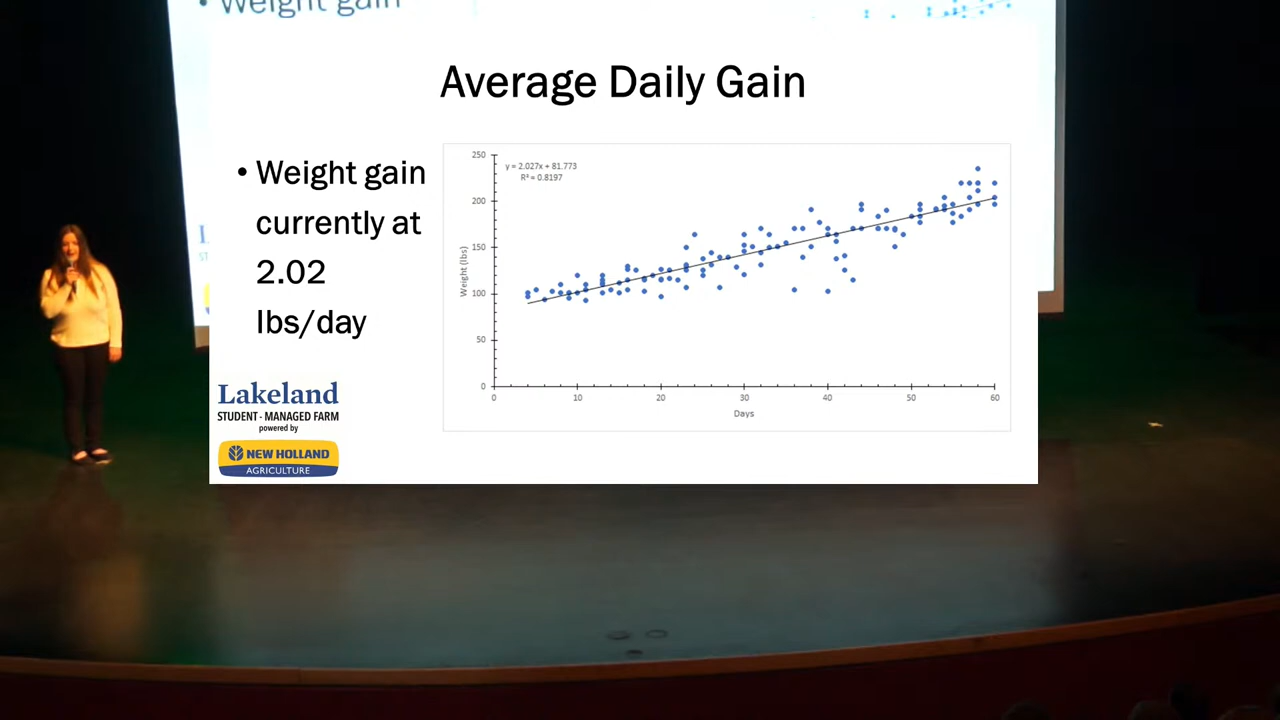 • Weight gain
Average Daily Gain
• Weight gain
currently at
2.02
lbs/day
y = 2.027x + 81.773
R² = 0.8197
250
200
150
100
50
0
Weight (lbs)
0 10 20 30 40 50 60
Days
Lakeland
STUDENT - MANAGED FARM
powered by
NEW HOLLAND
AGRICULTURE